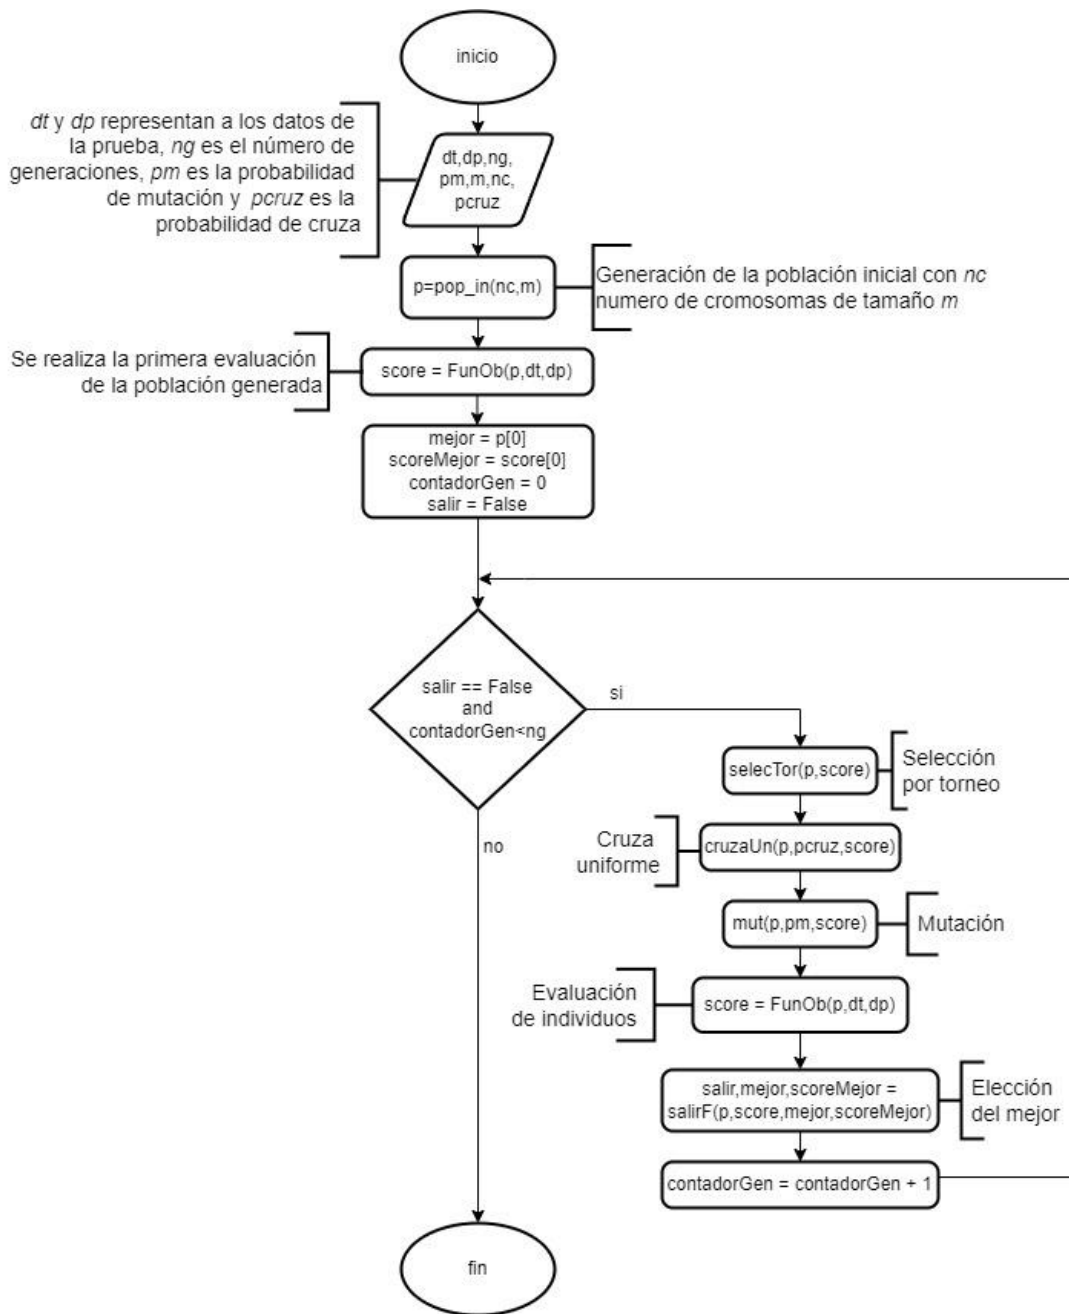 inicio
dt y dp representan a los datos de
la prueba, ng es el número de
generaciones, pm es la probabilidad
de mutación y pcruz es la
probabilidad de cruza
dt,dp,ng,
pm,m,nc,
pcruz
p=pop_in(nc,m)
Generación de la población inicial con nc
numero de cromosomas de tamaño m
Se realiza la primera evaluación
de la población generada
score = FunOb(p,dt,dp)
mejor = p[0]
scoreMejor = score[0]
contadorGen = 0
salir = False
salir == False
and
contadorGen<ng
si
no
selecTor(p,score)
Selección
por torneo
Cruza
uniforme
cruzaUn(p,pcruz,score)
mut(p,pm,score)
Mutación
Evaluación
de individuos
score = FunOb(p,dt,dp)
salir,mejor,scoreMejor =
salirF(p,score,mejor,scoreMejor)
Elección
del mejor
contadorGen = contadorGen + 1
fin